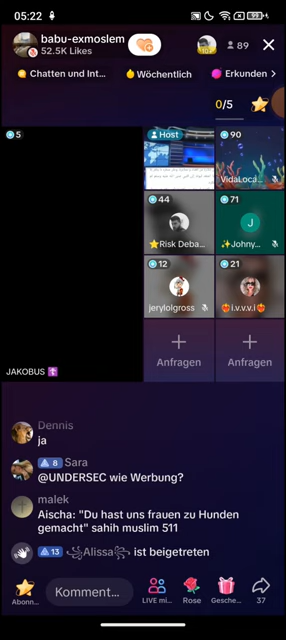 05:22
99
babu-exmoslem
52.5K Likes
89
Chatten und Int...
Wöchentlich
Erkunden >
0/5
5
Host
90
VidaLoca...
44
71
Risk Deba...
J
Johny...
12
21
jerylolgross
i.v.v.v.i
+
+
Anfragen
Anfragen
JAKOBUS ✝
Dennis
ja
8 Sara
@UNDERSEC wie Werbung?
malek
Aischa: "Du hast uns frauen zu Hunden
gemacht" sahih muslim 511
13 ꧁Alissa꧂ ist beigetreten
Komment...
Abonn...
LIVE mi...
Rose
Gesche...
37